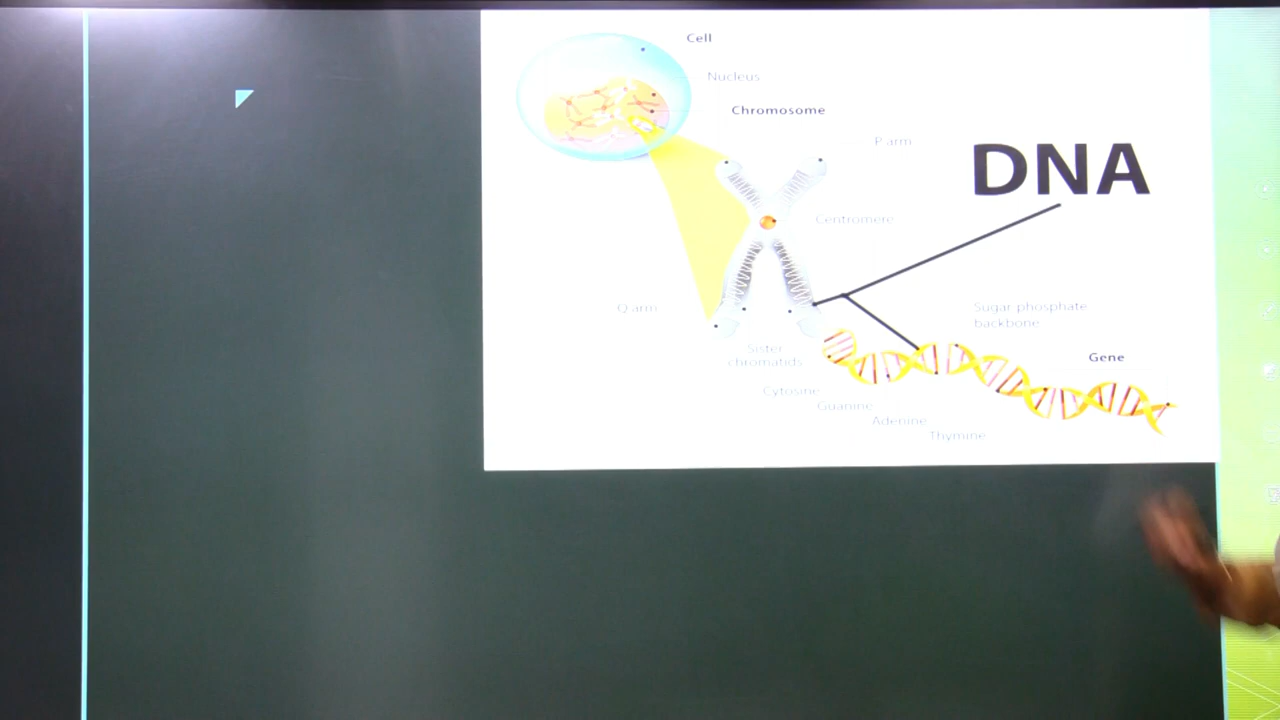 Cell
Nucleus
Chromosome
P arm
DNA
Centromere
Q arm
Sugar phosphate
backbone
Sister
chromatids
Gene
Cytosine
Guanine
Adenine
Thymine